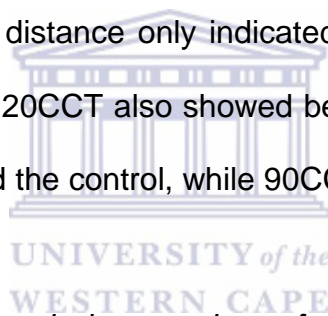 distance only indicated
20CCT also showed be
the control, while 90CC
UNIVERSITY of the
WESTERN CAPE